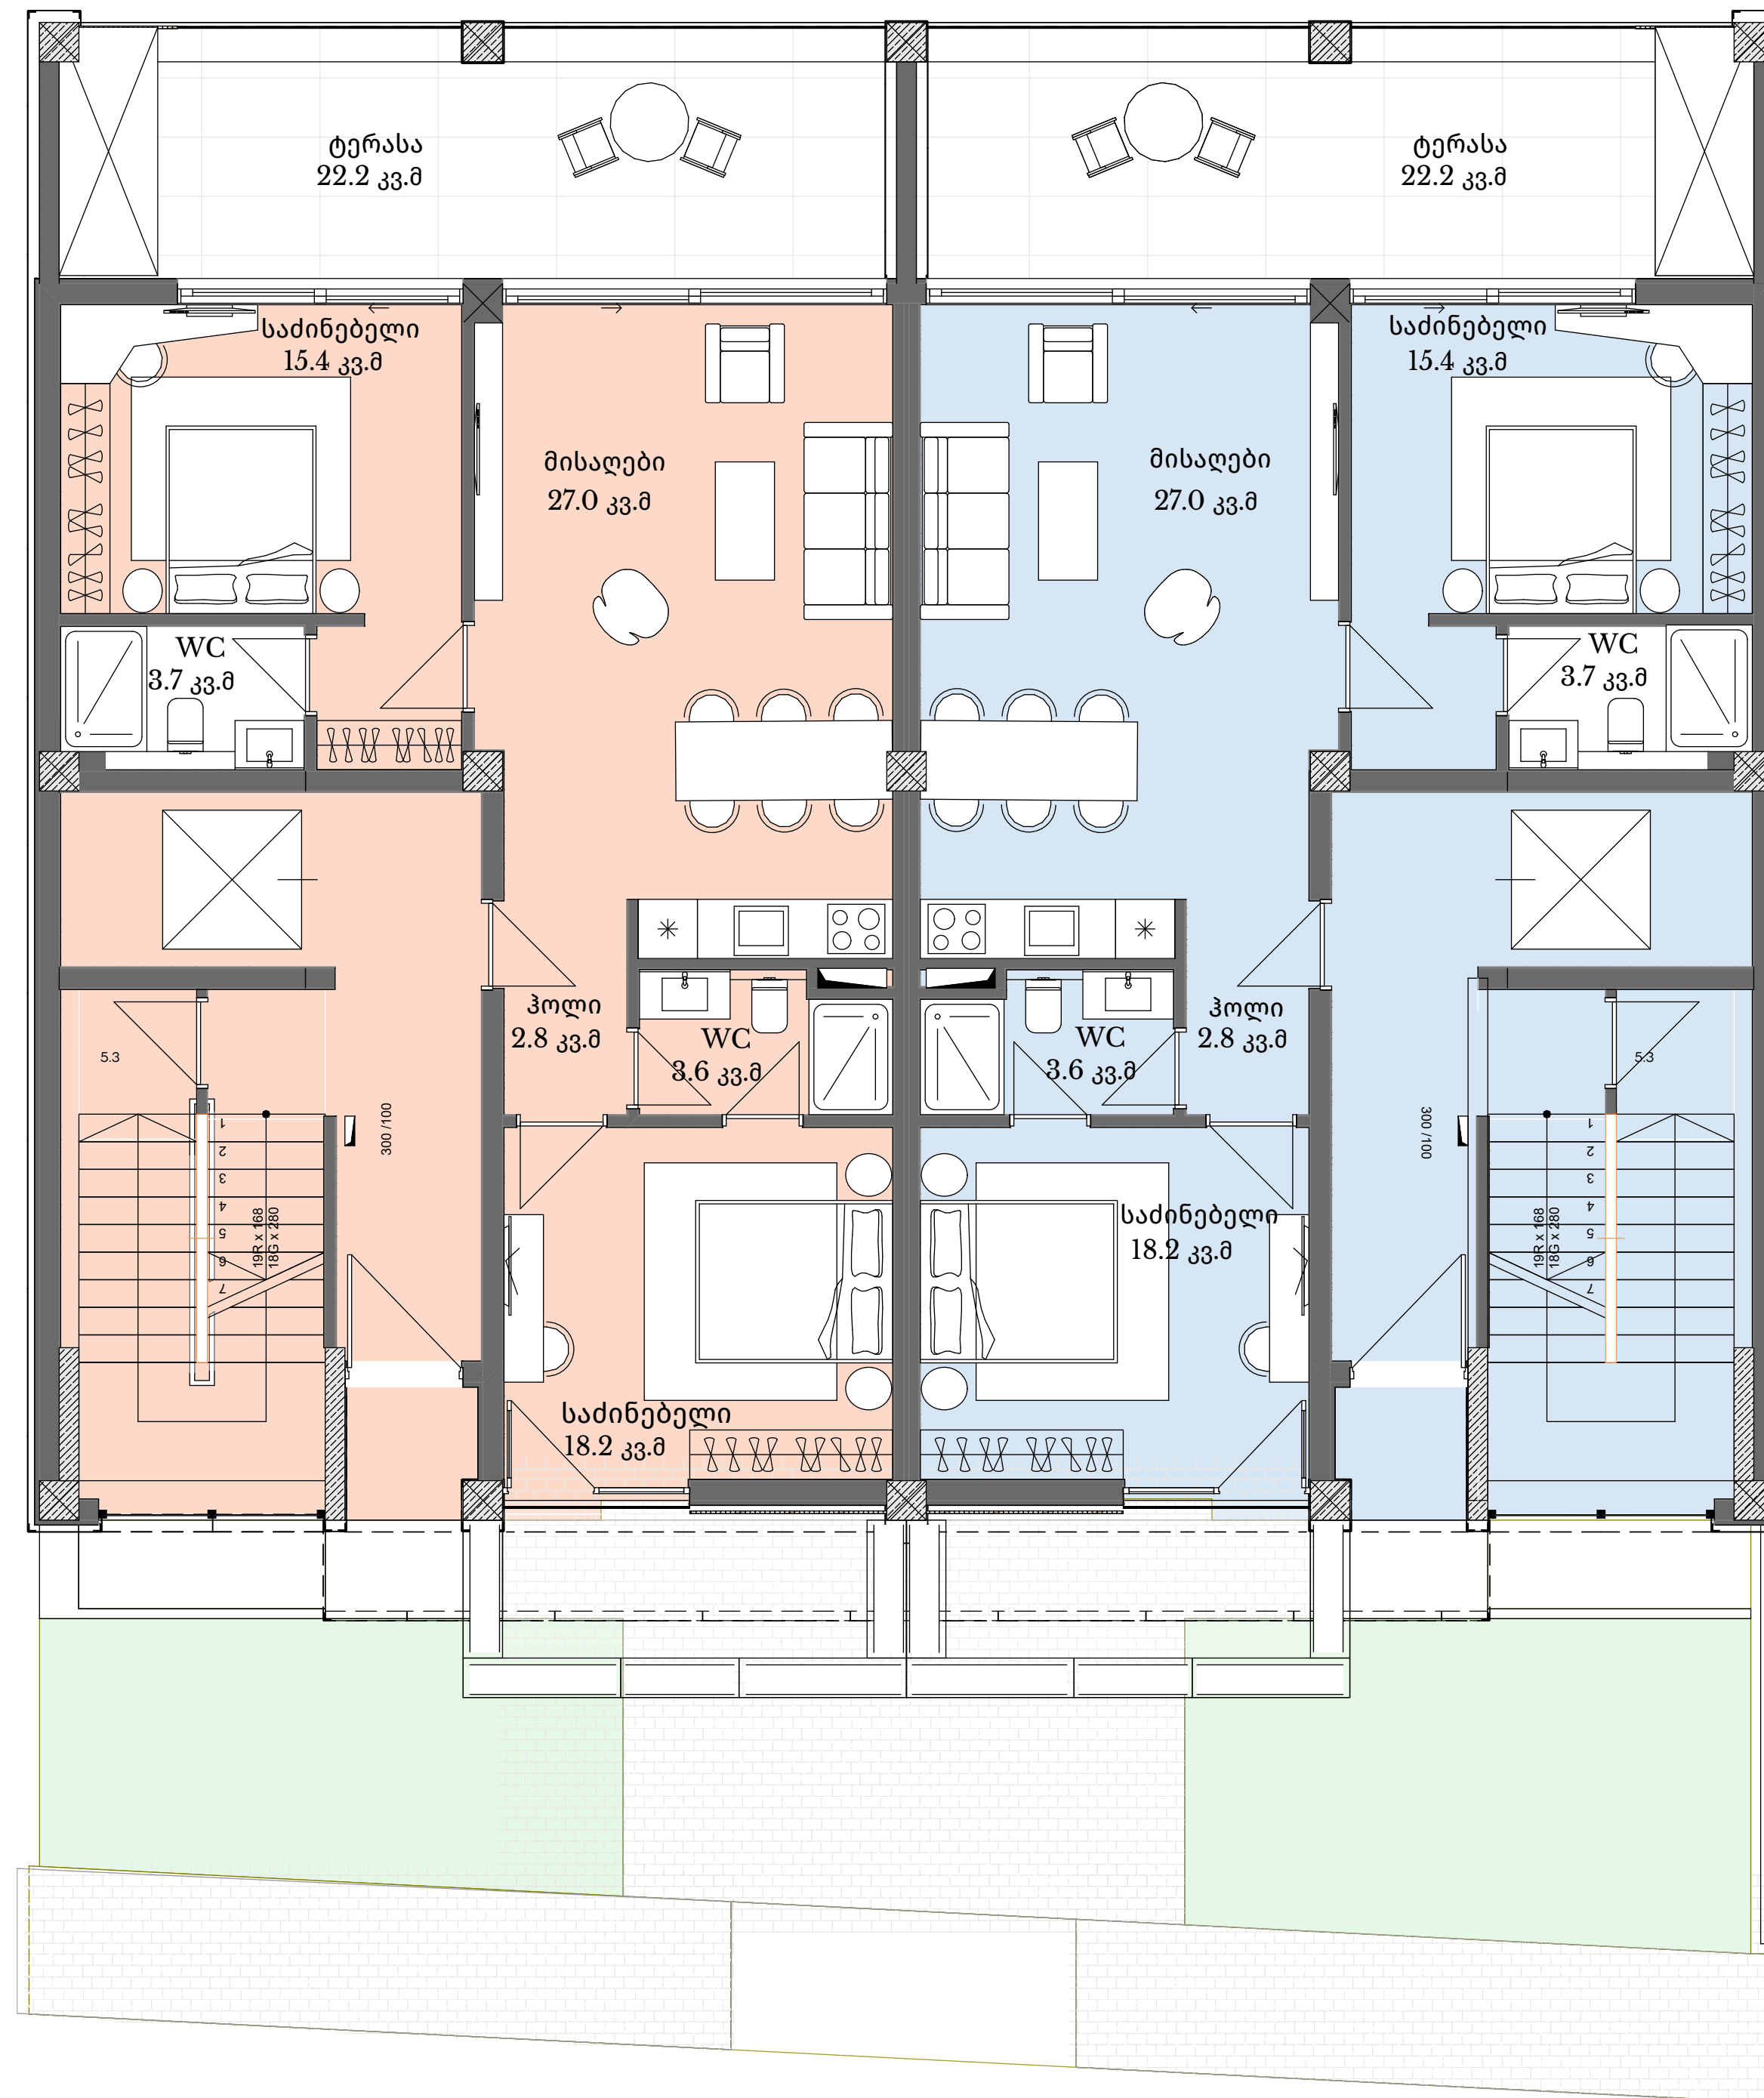 ტერასა
22.2 კვ.მ
ტერასა
22.2 კვ.მ
საძინებელი
15.4 კვ.მ
საძინებელი
15.4 კვ.მ
მისაღები
27.0 კვ.მ
მისაღები
27.0 კვ.მ
WC
3.7 კვ.მ
WC
3.7 კვ.მ
ჰოლი
2.8 კვ.მ
WC
3.6 კვ.მ
WC
3.6 კვ.მ
ჰოლი
2.8 კვ.მ
5.3
5.3
300 /100
300 /100
1
2
3
4
5
6
7
19R x 168
18G x 280
1
2
3
4
5
6
7
19R x 168
18G x 280
საძინებელი
18.2 კვ.მ
საძინებელი
18.2 კვ.მ